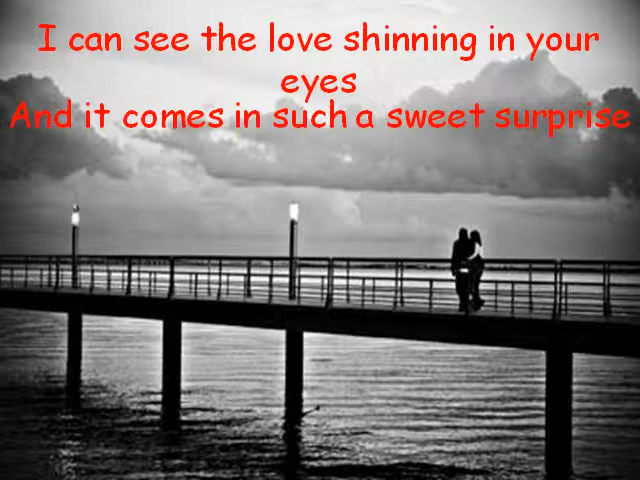 I can see the love shinning in your
eyes
And it comes in such a sweet surprise